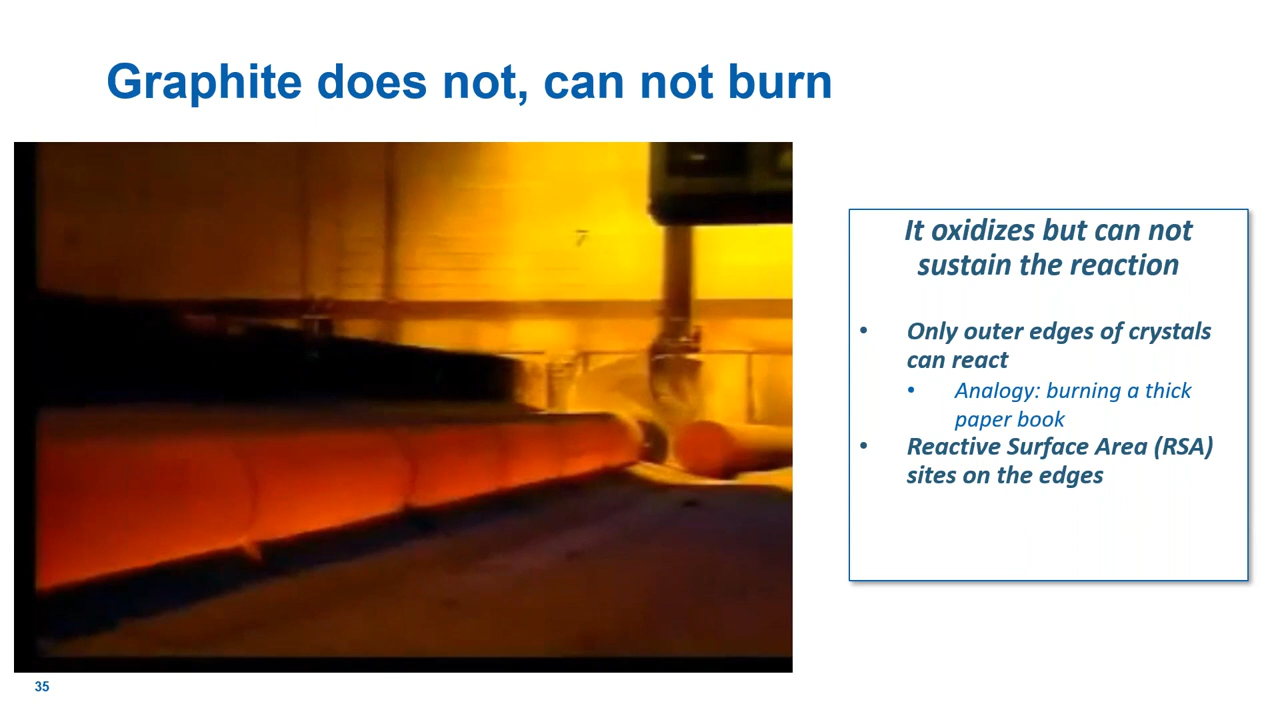 Graphite does not, can not burn
It oxidizes but can not
sustain the reaction
• Only outer edges of crystals
can react
• Analogy: burning a thick
paper book
• Reactive Surface Area (RSA)
sites on the edges
7
35